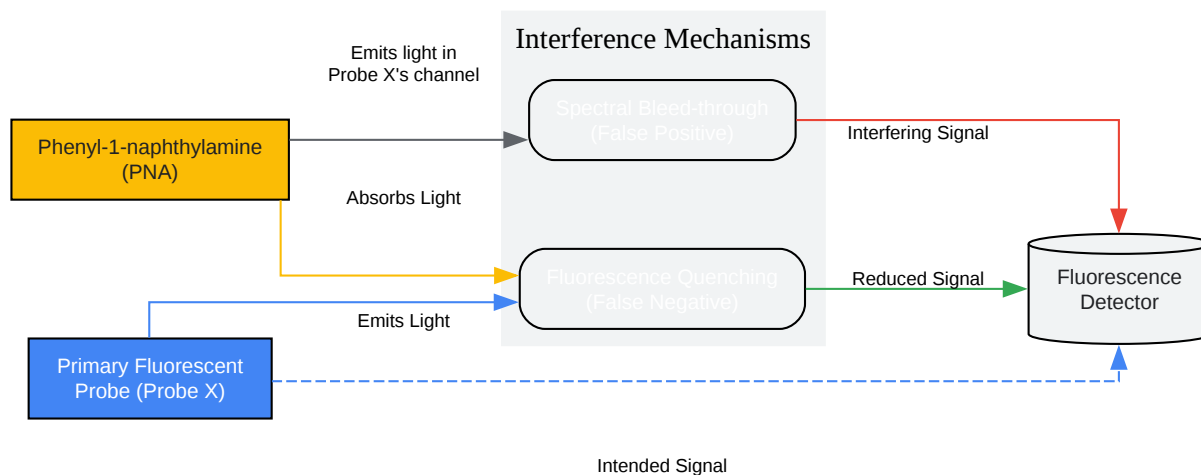 Interference Mechanisms
Emits light in
Probe X's channel
Spectral Bleed-through
(False Positive)
Interfering Signal
Phenyl-1-naphthylamine
(PNA)
Absorbs Light
Fluorescence Quenching
(False Negative)
Reduced Signal
Fluorescence
Detector
Emits Light
Primary Fluorescent
Probe (Probe X)
Intended Signal